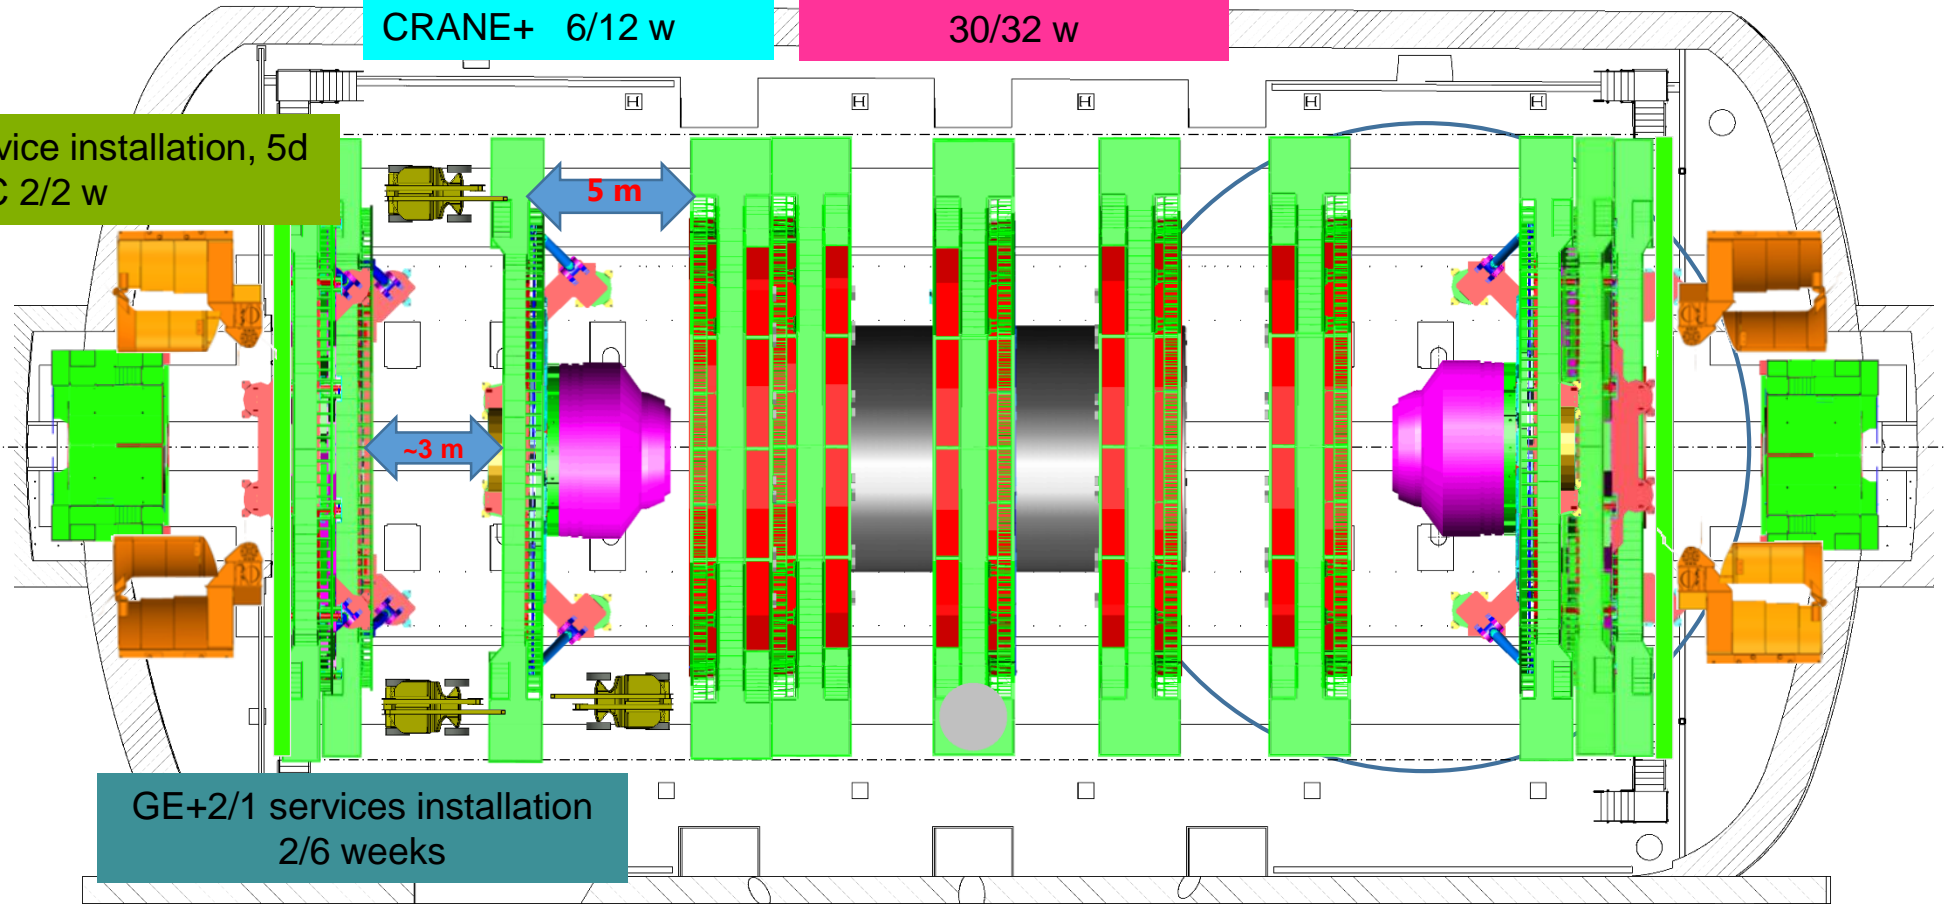 CRANE+ 6/12 w
30/32 w
vice installation, 5d
C 2/2 w
5 m
~3 m
GE+2/1 services installation
2/6 weeks